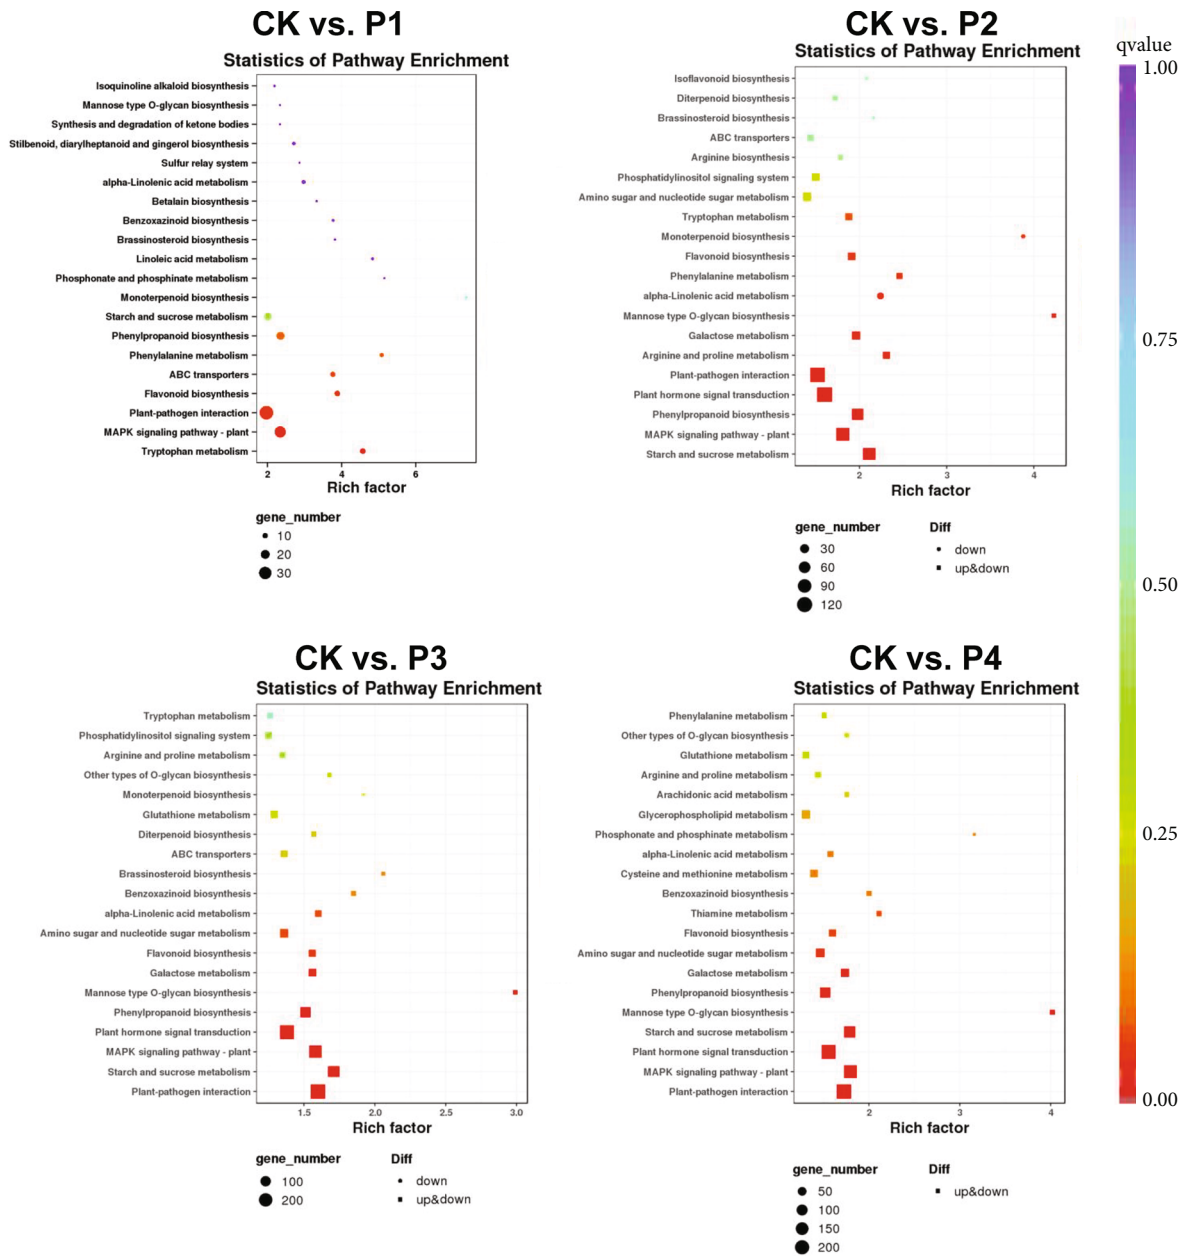 CK vs. P1
Statistics of Pathway Enrichment
Isoquinoline alkaloid biosynthesis
Mannose type O-glycan biosynthesis
Synthesis and degradation of ketone bodies
Stilbenoid, diarylheptanoid and gingerol biosynthesis
Sulfur relay system
alpha-Linolenic acid metabolism
Betalain biosynthesis
Benzoxazinoid biosynthesis
Brassinosteroid biosynthesis
Linoleic acid metabolism
Phosphonate and phosphinate metabolism
Monoterpenoid biosynthesis
Starch and sucrose metabolism
Phenylpropanoid biosynthesis
Phenylalanine metabolism
ABC transporters
Flavonoid biosynthesis
Plant-pathogen interaction
MAPK signaling pathway - plant
Tryptophan metabolism
2 4 6
Rich factor
gene_number
10
20
30
CK vs. P2
Statistics of Pathway Enrichment
Isoflavonoid biosynthesis
Diterpenoid biosynthesis
Brassinosteroid biosynthesis
ABC transporters
Arginine biosynthesis
Phosphatidylinositol signaling system
Amino sugar and nucleotide sugar metabolism
Tryptophan metabolism
Monoterpenoid biosynthesis
Flavonoid biosynthesis
Phenylalanine metabolism
alpha-Linolenic acid metabolism
Mannose type O-glycan biosynthesis
Galactose metabolism
Arginine and proline metabolism
Plant-pathogen interaction
Plant hormone signal transduction
Phenylpropanoid biosynthesis
MAPK signaling pathway - plant
Starch and sucrose metabolism
2 3 4
Rich factor
gene_number
30
60
90
120
Diff
down
up&down
qvalue
1.00
0.75
0.50
0.25
0.00
CK vs. P3
Statistics of Pathway Enrichment
Tryptophan metabolism
Phosphatidylinositol signaling system
Arginine and proline metabolism
Other types of O-glycan biosynthesis
Monoterpenoid biosynthesis
Glutathione metabolism
Diterpenoid biosynthesis
ABC transporters
Brassinosteroid biosynthesis
Benzoxazinoid biosynthesis
alpha-Linolenic acid metabolism
Amino sugar and nucleotide sugar metabolism
Flavonoid biosynthesis
Galactose metabolism
Mannose type O-glycan biosynthesis
Phenylpropanoid biosynthesis
Plant hormone signal transduction
MAPK signaling pathway - plant
Starch and sucrose metabolism
Plant-pathogen interaction
1.5 2.0 2.5 3.0
Rich factor
gene_number
100
200
Diff
down
up&down
CK vs. P4
Statistics of Pathway Enrichment
Phenylalanine metabolism
Other types of O-glycan biosynthesis
Glutathione metabolism
Arginine and proline metabolism
Arachidonic acid metabolism
Glycerophospholipid metabolism
Phosphonate and phosphinate metabolism
alpha-Linolenic acid metabolism
Cysteine and methionine metabolism
Benzoxazinoid biosynthesis
Thiamine metabolism
Flavonoid biosynthesis
Amino sugar and nucleotide sugar metabolism
Galactose metabolism
Phenylpropanoid biosynthesis
Mannose type O-glycan biosynthesis
Starch and sucrose metabolism
Plant hormone signal transduction
MAPK signaling pathway - plant
Plant-pathogen interaction
2 3 4
Rich factor
gene_number
50
100
150
200
Diff
up&down